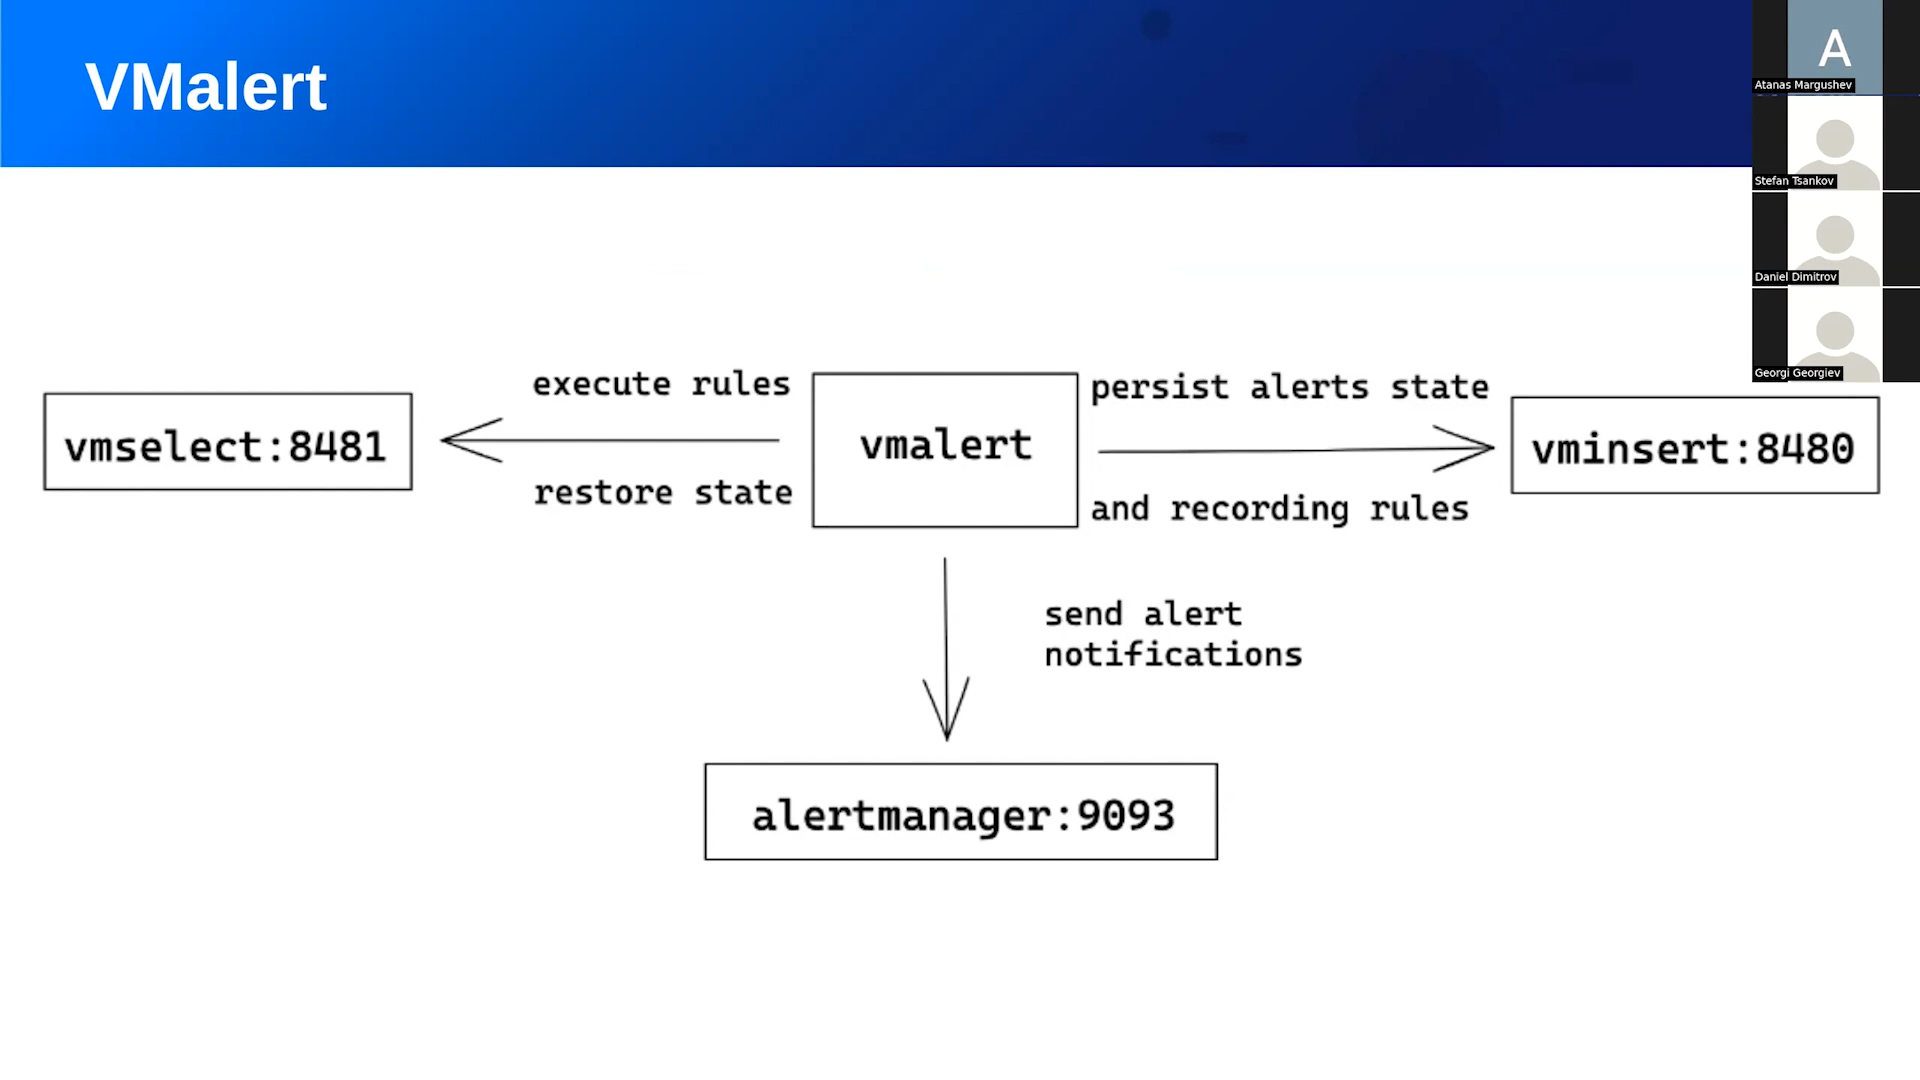 VMalert
A
Atanas Margushev
Stefan Tsankov
Daniel Dimitrov
Georgi Georgiev
vmselect:8481
execute rules
restore state
vmalert
persist alerts state
and recording rules
vminsert:8480
send alert
notifications
alertmanager:9093